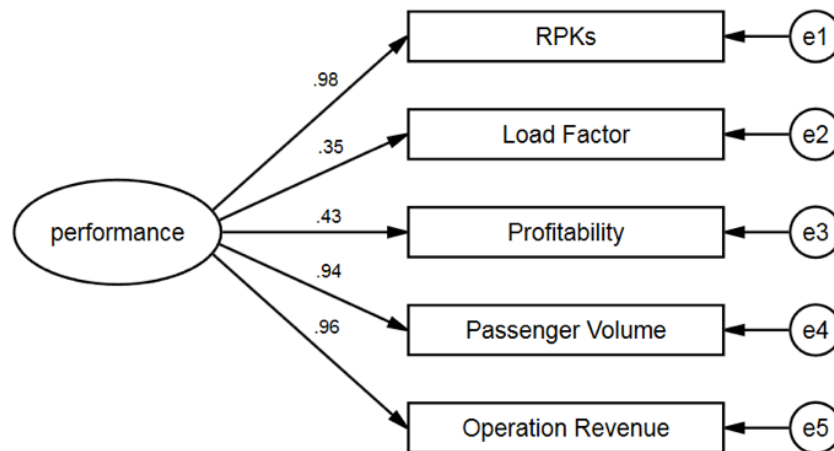 RPKs
e1
.98
Load Factor
e2
.35
performance
.43
Profitability
e3
.94
Passenger Volume
e4
.96
Operation Revenue
e5